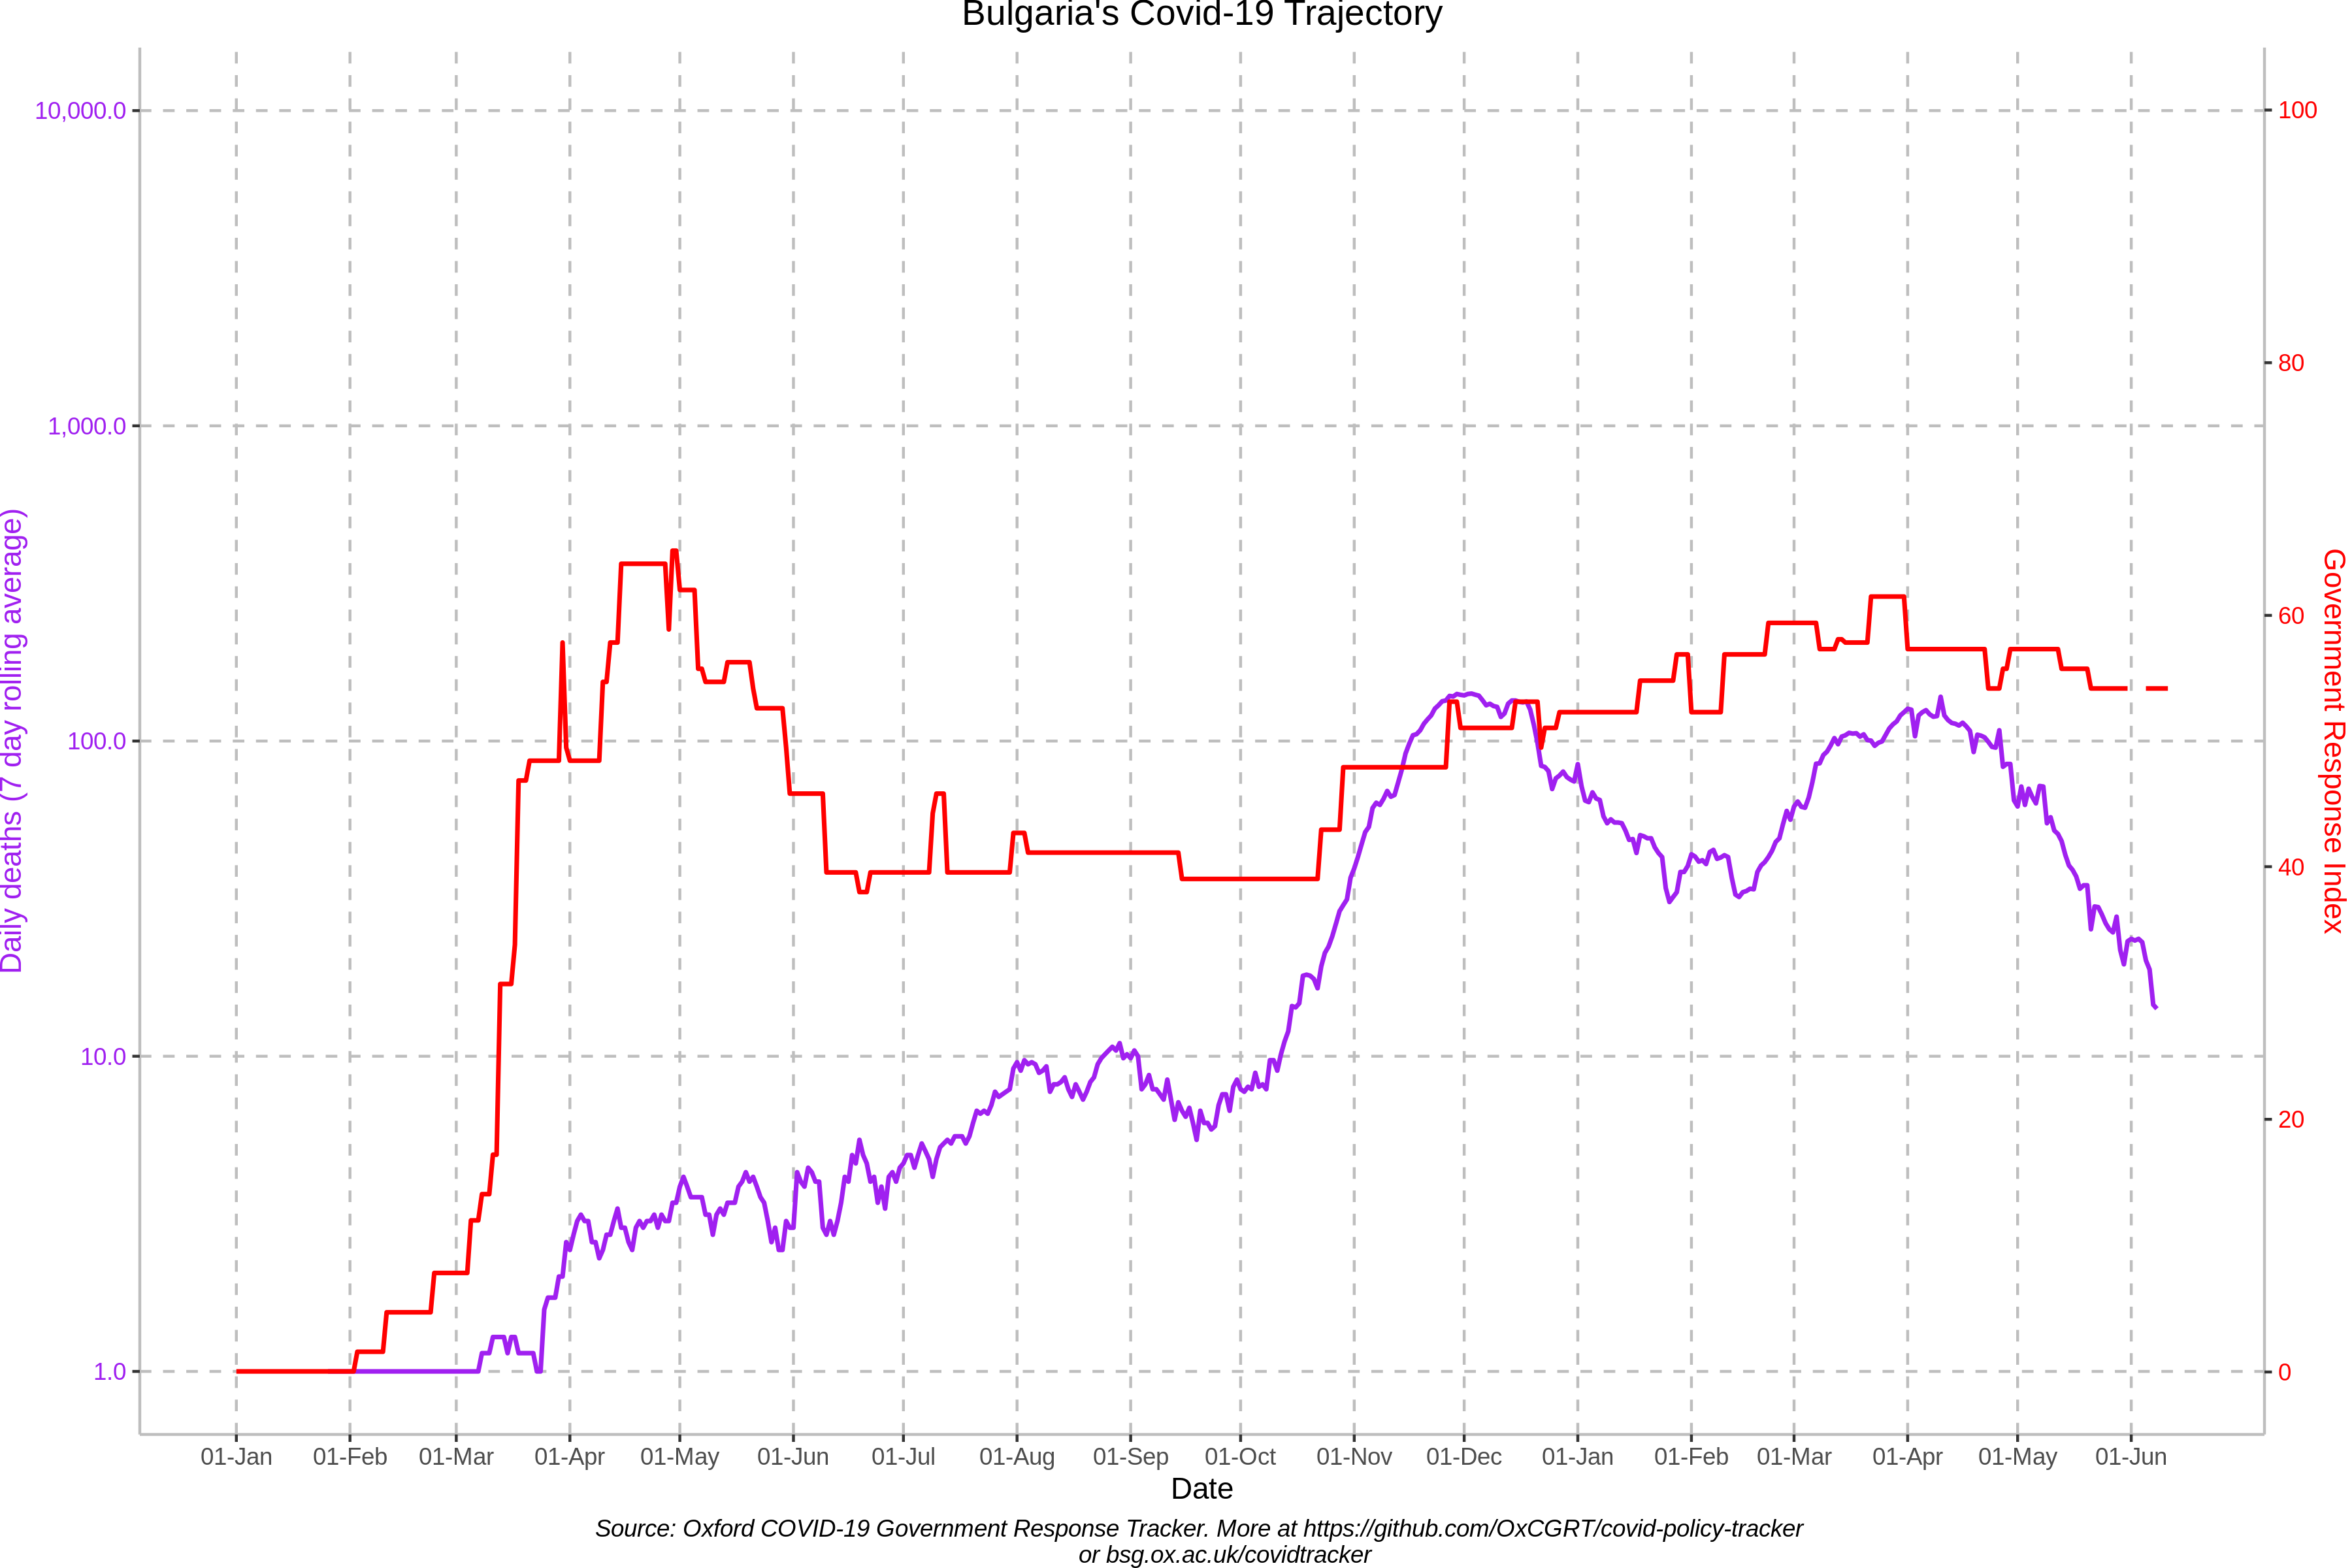 Bulgaria's Covid-19 Trajectory
10,000.0
1,000.0
100.0
10.0
1.0
Daily deaths (7 day rolling average)
100
80
60
40
20
0
Government Response Index
01-Jan 01-Feb 01-Mar 01-Apr 01-May 01-Jun 01-Jul 01-Aug 01-Sep 01-Oct 01-Nov 01-Dec 01-Jan 01-Feb 01-Mar 01-Apr 01-May 01-Jun
Date
Source: Oxford COVID-19 Government Response Tracker. More at https://github.com/OxCGRT/covid-policy-tracker
or bsg.ox.ac.uk/covidtracker